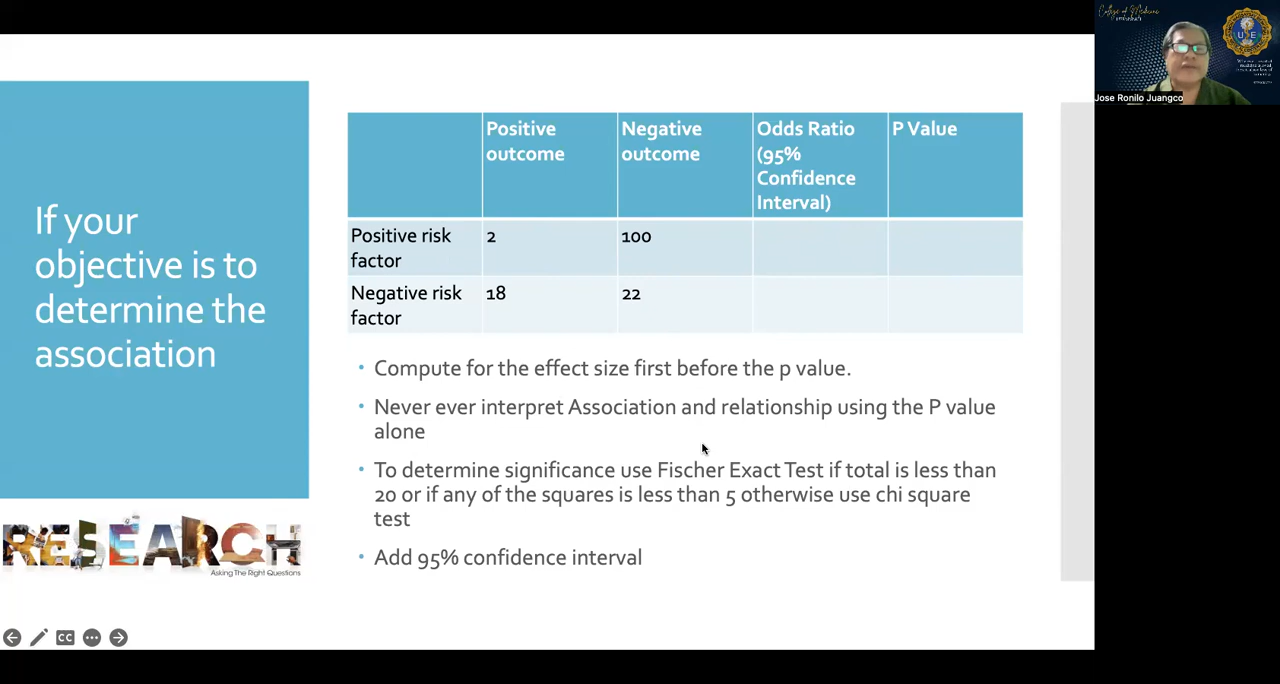 College of Medicine
Jose Ronilo Juangco
If your
objective is to
determine the
association
RESEARCH
Asking The Right Questions
Positive outcome
Negative outcome
Odds Ratio (95% Confidence Interval)
P Value
Positive risk factor
2
100
Negative risk factor
18
22
• Compute for the effect size first before the p value.
• Never ever interpret Association and relationship using the P value
alone
• To determine significance use Fischer Exact Test if total is less than
20 or if any of the squares is less than 5 otherwise use chi square
test
• Add 95% confidence interval
CC